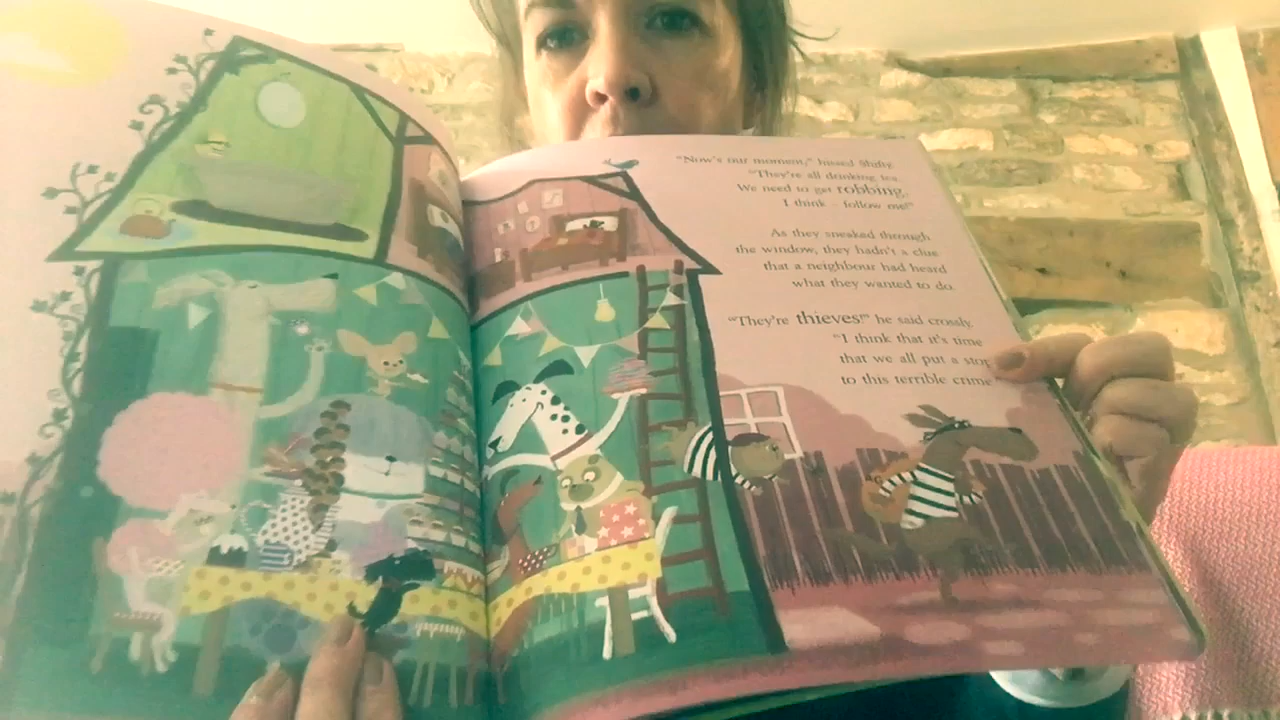 "Now's our moment," hissed Shifty.
"They're all drinking tea.
We need to get robbing,
I think – follow me!"
As they sneaked through
the window, they hadn't a clue
that a neighbour had heard
what they wanted to do.
"They're thieves!" he said crossly.
"I think that it's time
that we all put a stop
to this terrible crime